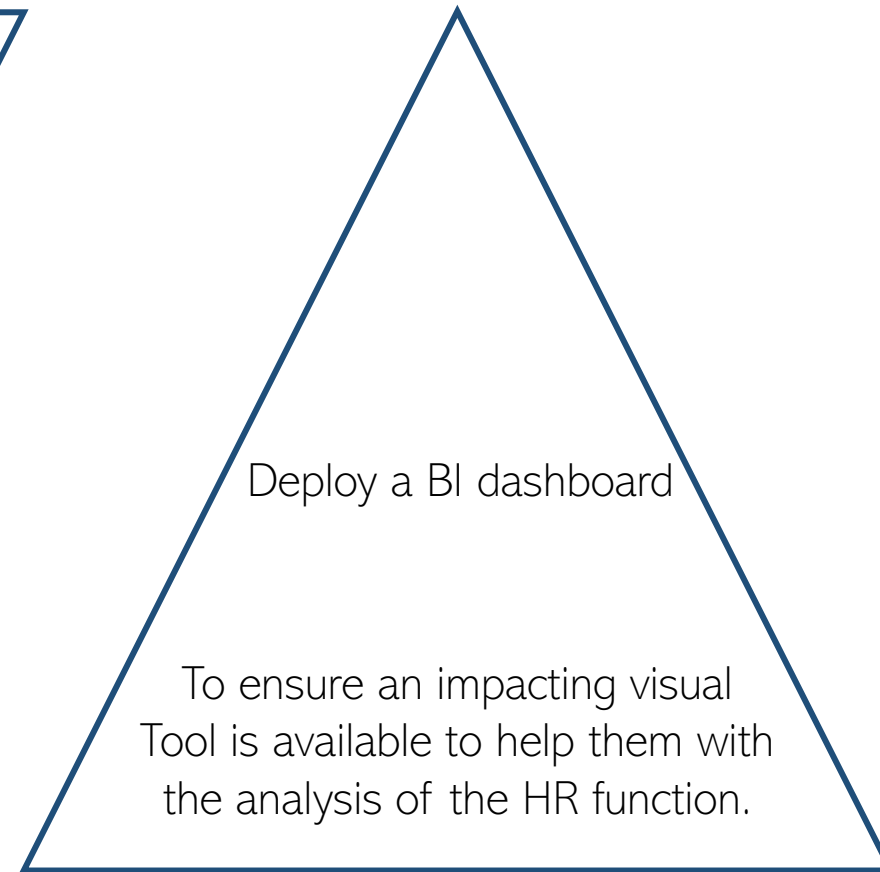 Deploy a BI dashboard
To ensure an impacting visual
Tool is available to help them with
the analysis of the HR function.